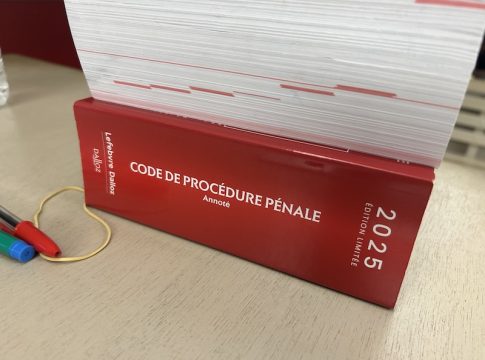 Lefebvre Dalloz
DALLOZ
CODE DE PROCÉDURE PÉNALE
Annoté
2025
ÉDITION LIMITÉE